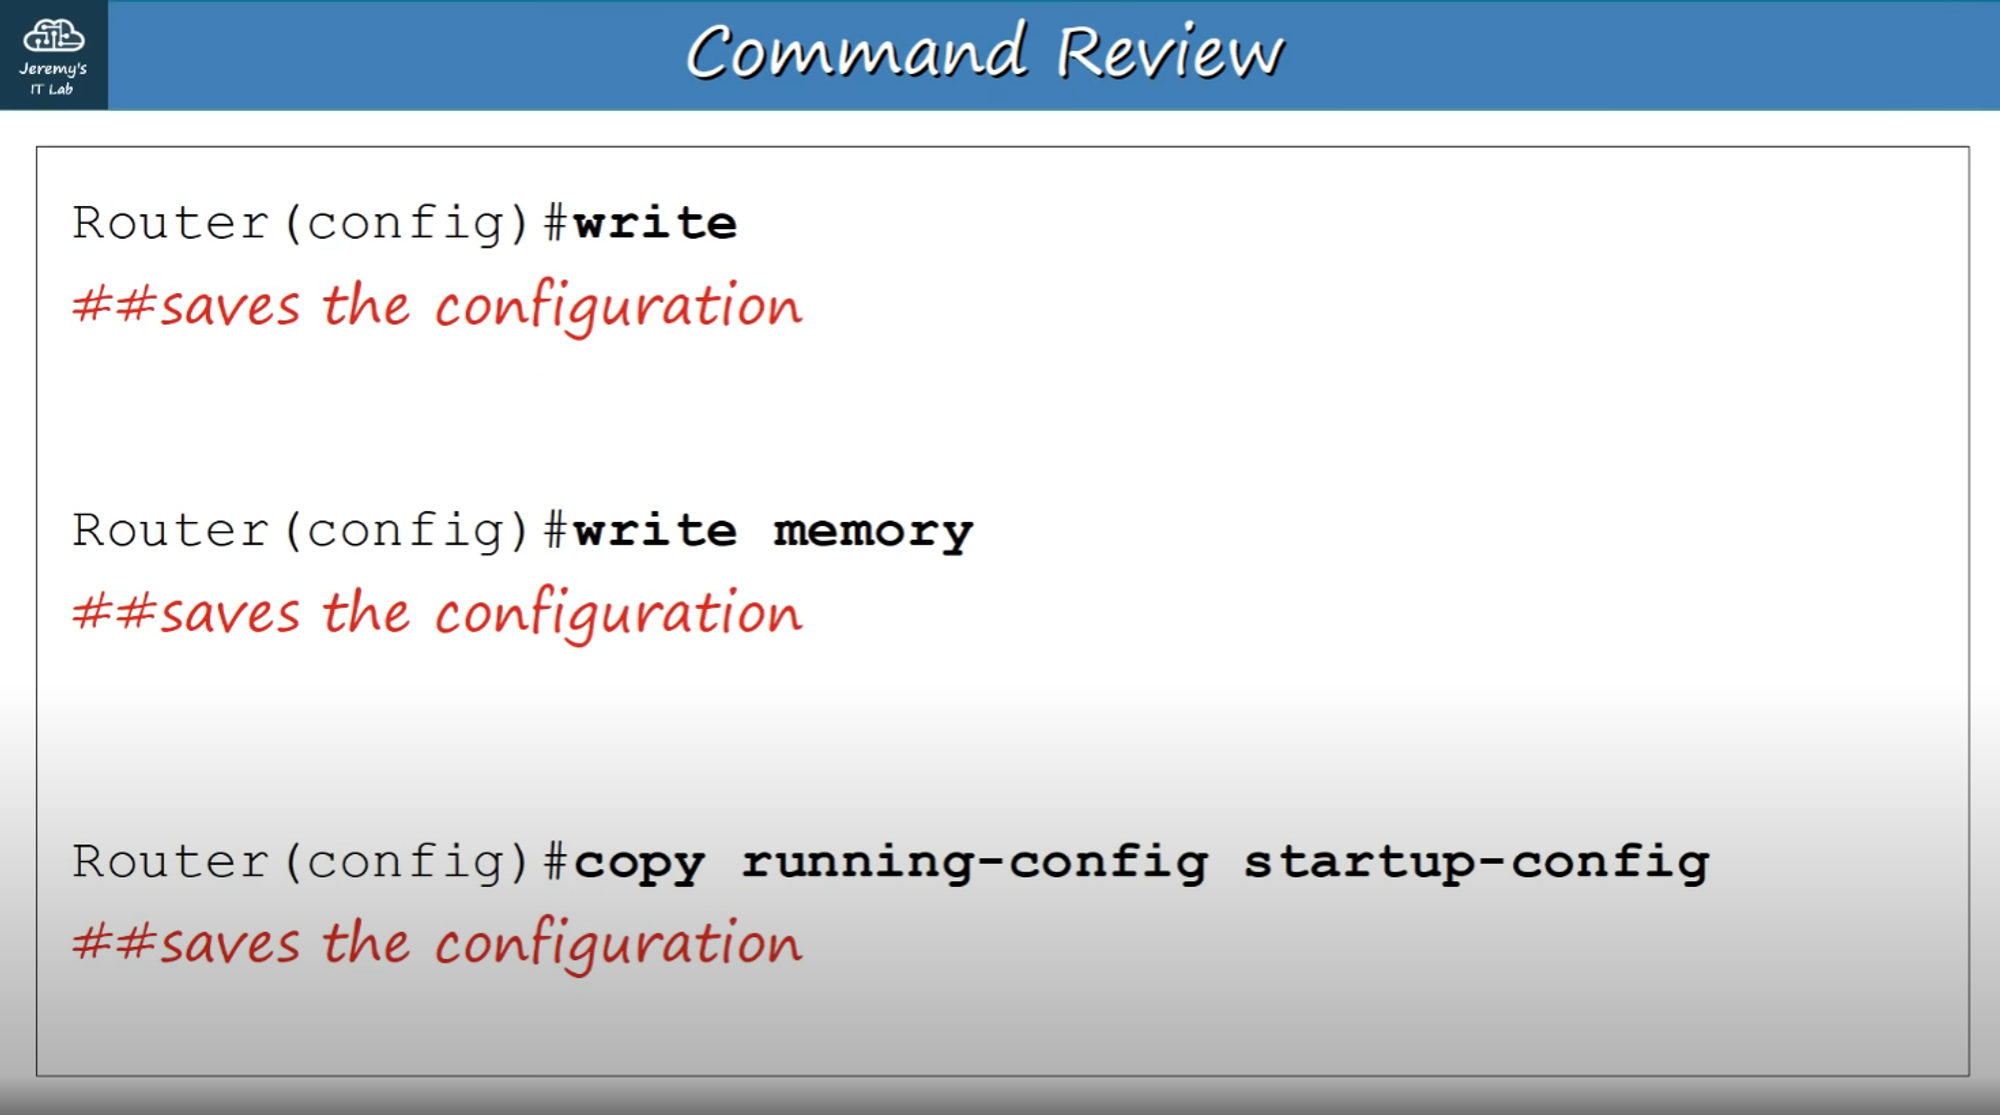 Jeremy's
IT Lab
Command Review
Router(config)#write
##saves the configuration
Router(config)#write memory
##saves the configuration
Router(config)#copy running-config startup-config
##saves the configuration